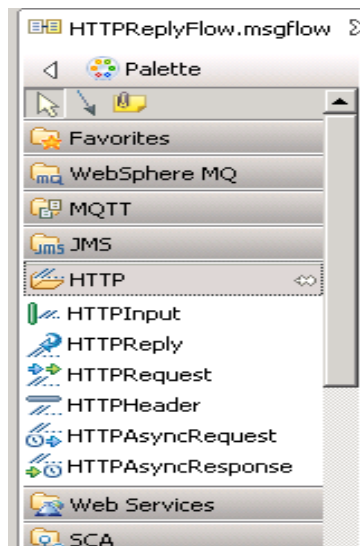 HTTPReplyFlow.msgflow
Palette
Favorites
WebSphere MQ
MQTT
JMS
HTTP
HTTPInput
HTTPReply
HTTPRequest
HTTPHeader
HTTPAsyncRequest
HTTPAsyncResponse
Web Services
SCA